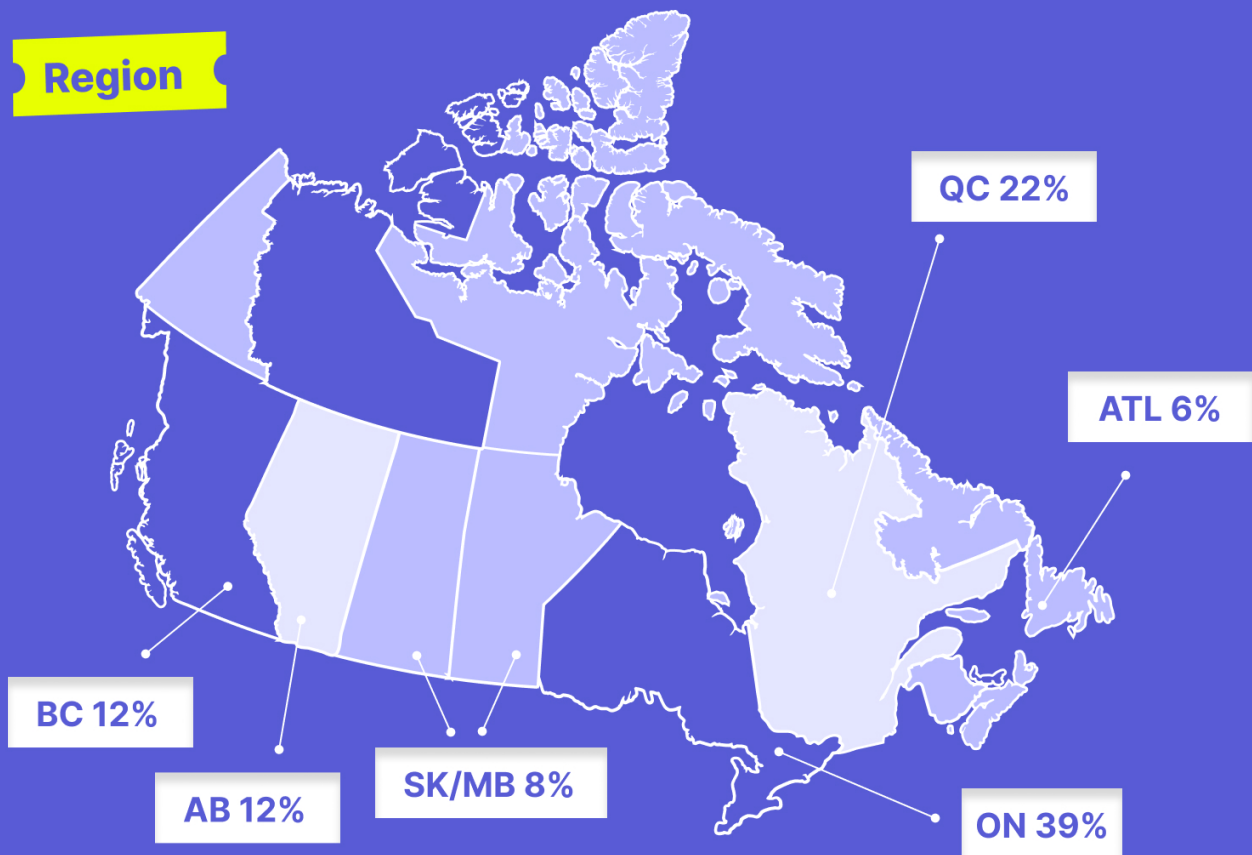 Region
QC 22%
ATL 6%
BC 12%
AB 12%
SK/MB 8%
ON 39%